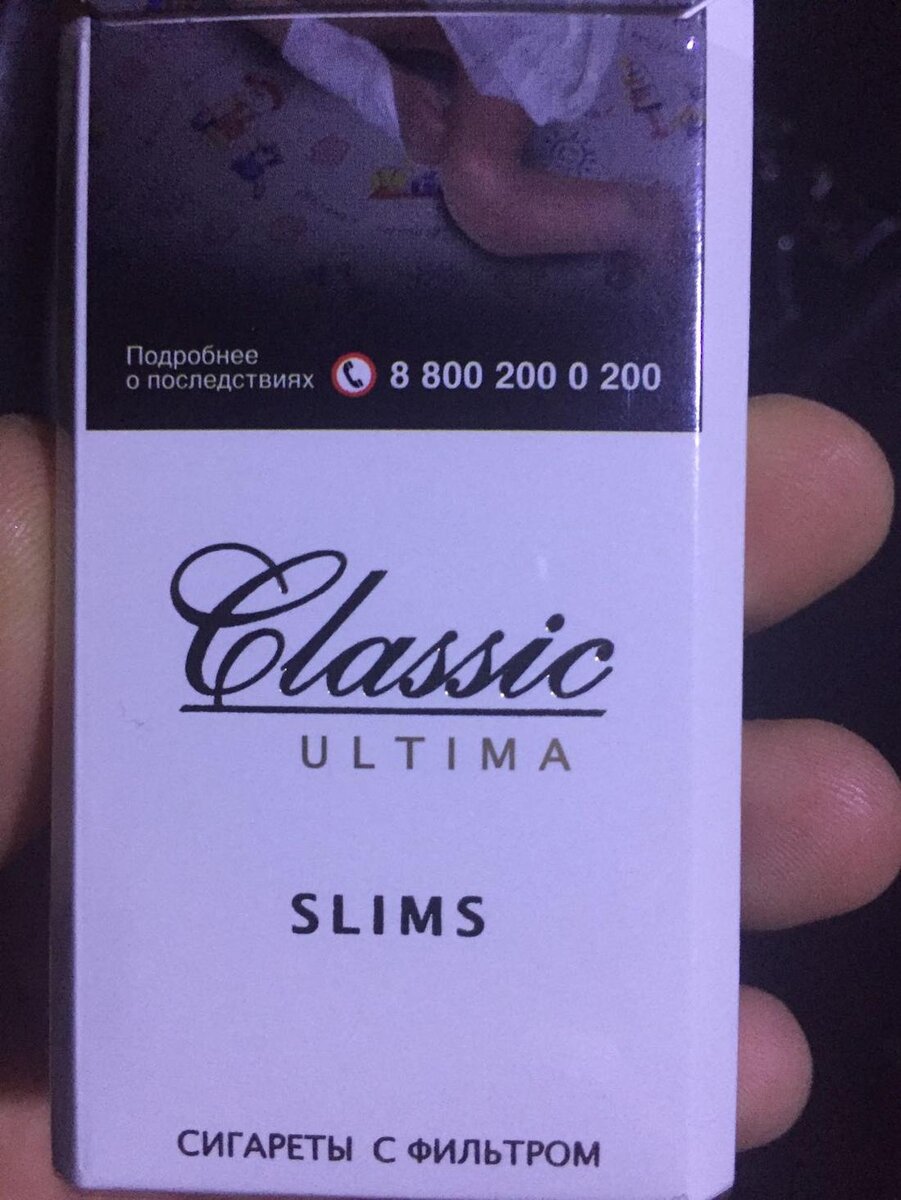 Подробнее
о последствиях 8 800 200 0 200
Classic
ULTIMA
SLIMS
СИГАРЕТЫ С ФИЛЬТРОМ